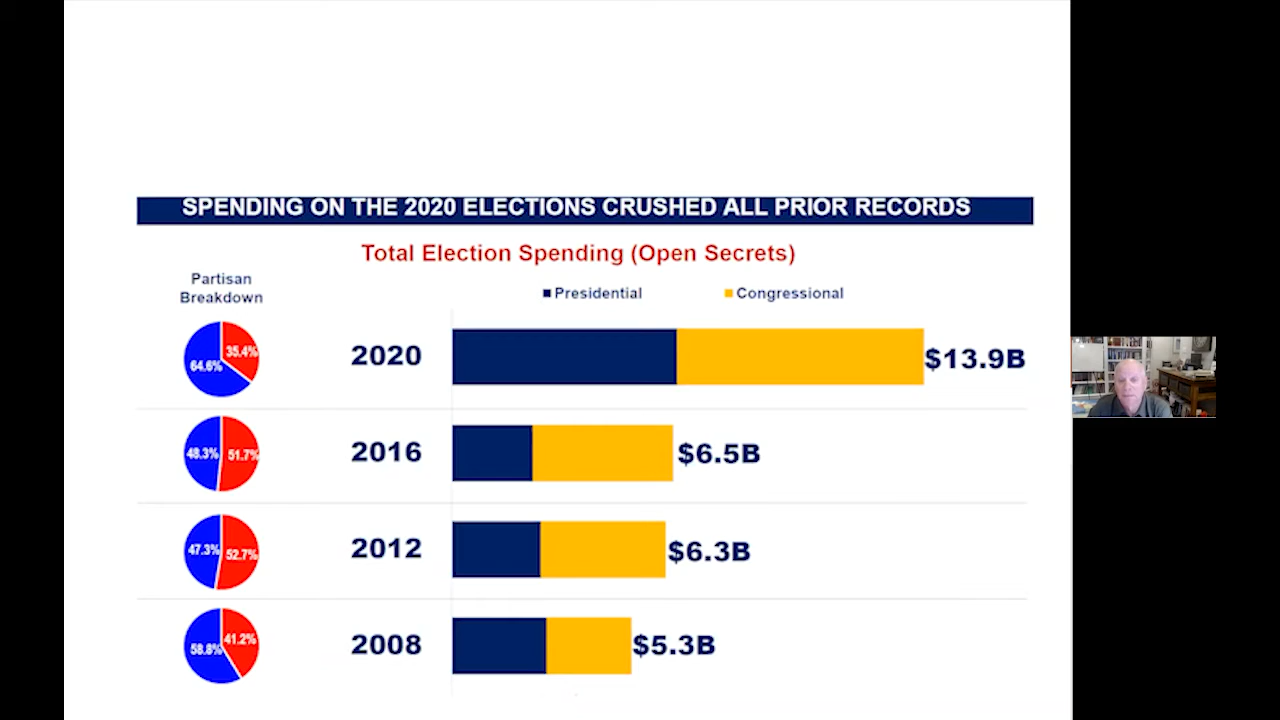 SPENDING ON THE 2020 ELECTIONS CRUSHED ALL PRIOR RECORDS
Total Election Spending (Open Secrets)
Partisan
Breakdown
Presidential
Congressional
35.4%
64.6%
2020
$13.9B
48.3%
51.7%
2016
$6.5B
47.3%
52.7%
2012
$6.3B
41.2%
58.8%
2008
$5.3B